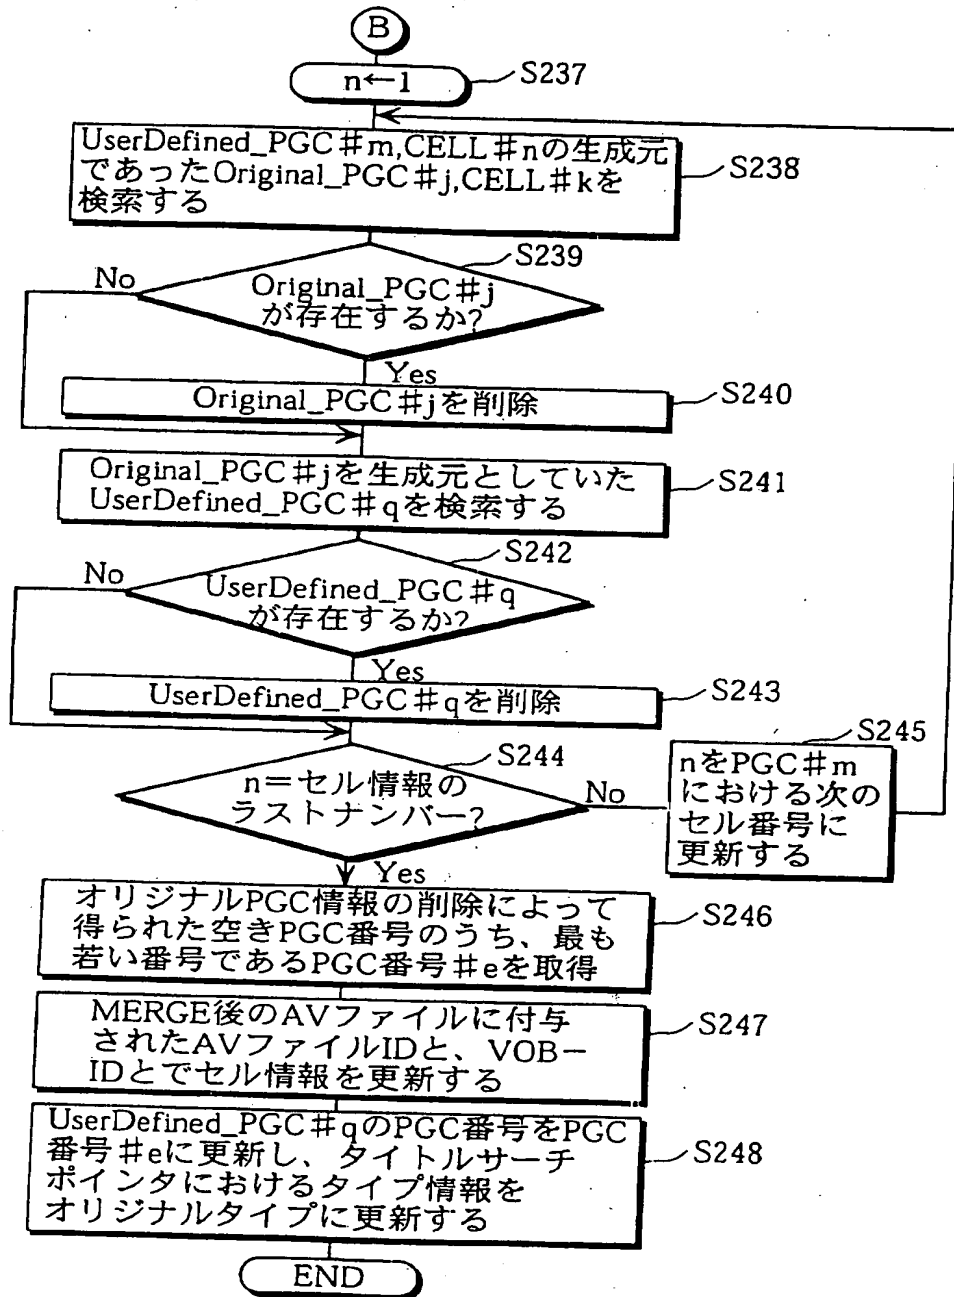 B
n←1
S237
UserDefined_PGC#m,CELL#nの生成元
であったOriginal_PGC#j,CELL#kを
検索する
S238
S239
No
Original_PGC#j
が存在するか?
Yes
Original_PGC#jを削除
S240
Original_PGC#jを生成元としていた
UserDefined_PGC#qを検索する
S241
S242
No
UserDefined_PGC#q
が存在するか?
Yes
UserDefined_PGC#qを削除
S243
S244
n=セル情報の
ラストナンバー?
No
S245
nをPGC#m
における次の
セル番号に
更新する
Yes
オリジナルPGC情報の削除によって
得られた空きPGC番号のうち、最も
若い番号であるPGC番号#eを取得
S246
MERGE後のAVファイルに付与
されたAVファイルIDと、VOB-
IDとでセル情報を更新する
S247
UserDefined_PGC#qのPGC番号をPGC
番号#eに更新し、タイトルサーチ
ポインタにおけるタイプ情報を
オリジナルタイプに更新する
S248
END